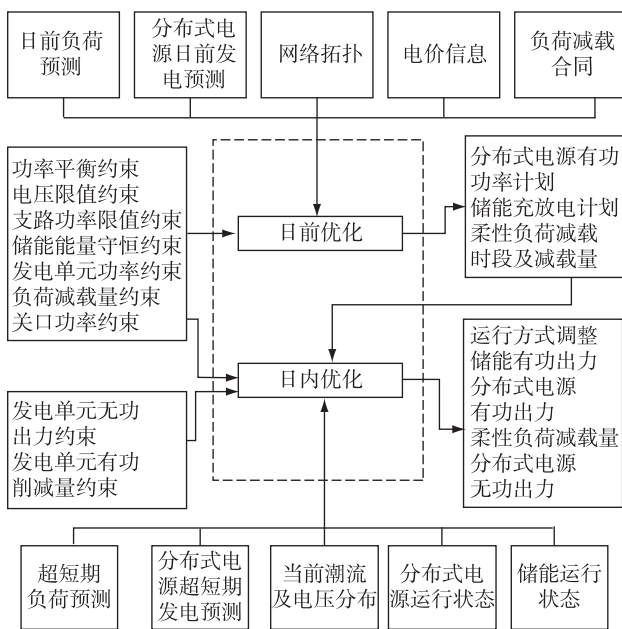 日前负荷
预测
分布式电
源日前发
电预测
网络拓扑
电价信息
负荷减载
合同
功率平衡约束
电压限值约束
支路功率限值约束
储能能量守恒约束
发电单元功率约束
负荷减载量约束
关口功率约束
日前优化
分布式电源有功
功率计划
储能充放电计划
柔性负荷减载
时段及减载量
日内优化
发电单元无功
出力约束
发电单元有功
削减量约束
运行方式调整
储能有功出力
分布式电源
有功出力
柔性负荷减载量
分布式电源
无功出力
超短期
负荷预测
分布式电
源超短期
发电预测
当前潮流
及电压分布
分布式电
源运行状态
储能运行
状态